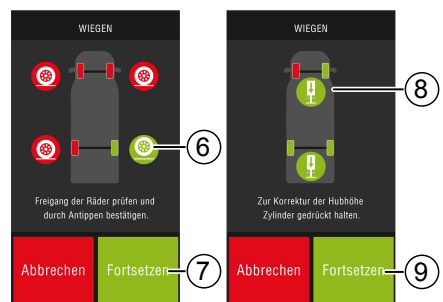 WIEGEN
6
Freigang der Räder prüfen und
durch Antippen bestätigen.
Abbrechen
Fortsetzen
7
WIEGEN
8
Zur Korrektur der Hubhöhe
Zylinder gedrückt halten.
Abbrechen
Fortsetzen
9